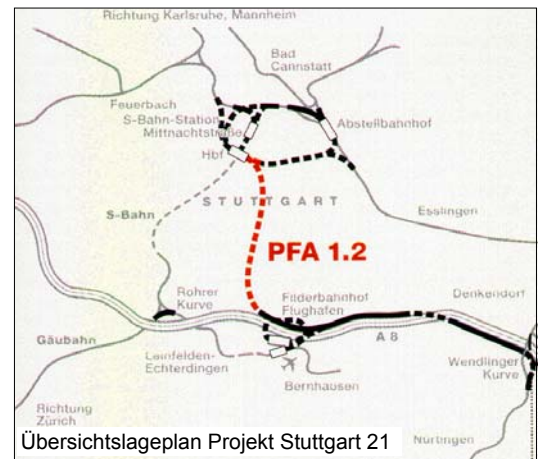 Richtung Karlsruhe, Mannheim
Bad
Cannstatt
Feuerbach
S-Bahn-Station
Mittnachtstraße
Abstellbahnhof
Hbf
STUTTGART
S-Bahn
Esslingen
PFA 1.2
Rohrer
Kurve
Filderbahnhof
Flughafen
Denkendorf
Gäubahn
A 8
Leinfelden-
Echterdingen
Wendlinger
Kurve
Bernhausen
Richtung
Zürich
Nürtingen
Übersichtslageplan Projekt Stuttgart 21